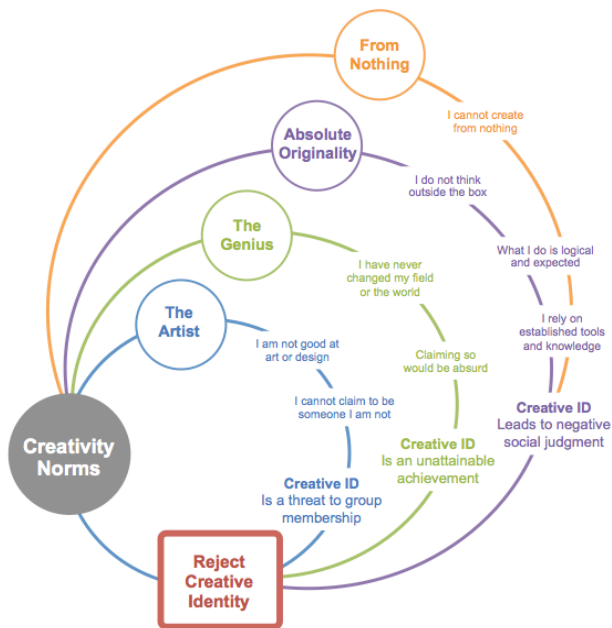 From
Nothing
I cannot create
from nothing
Absolute
Originality
I do not think
outside the box
The
Genius
What I do is logical
and expected
I have never
changed my field
or the world
The
Artist
I rely on
established tools
and knowledge
I am not good at
art or design
Claiming so
would be absurd
I cannot claim to be
someone I am not
Creative ID
Leads to negative
social judgment
Creativity
Norms
Creative ID
Is an unattainable
achievement
Creative ID
Is a threat to group
membership
Reject
Creative
Identity